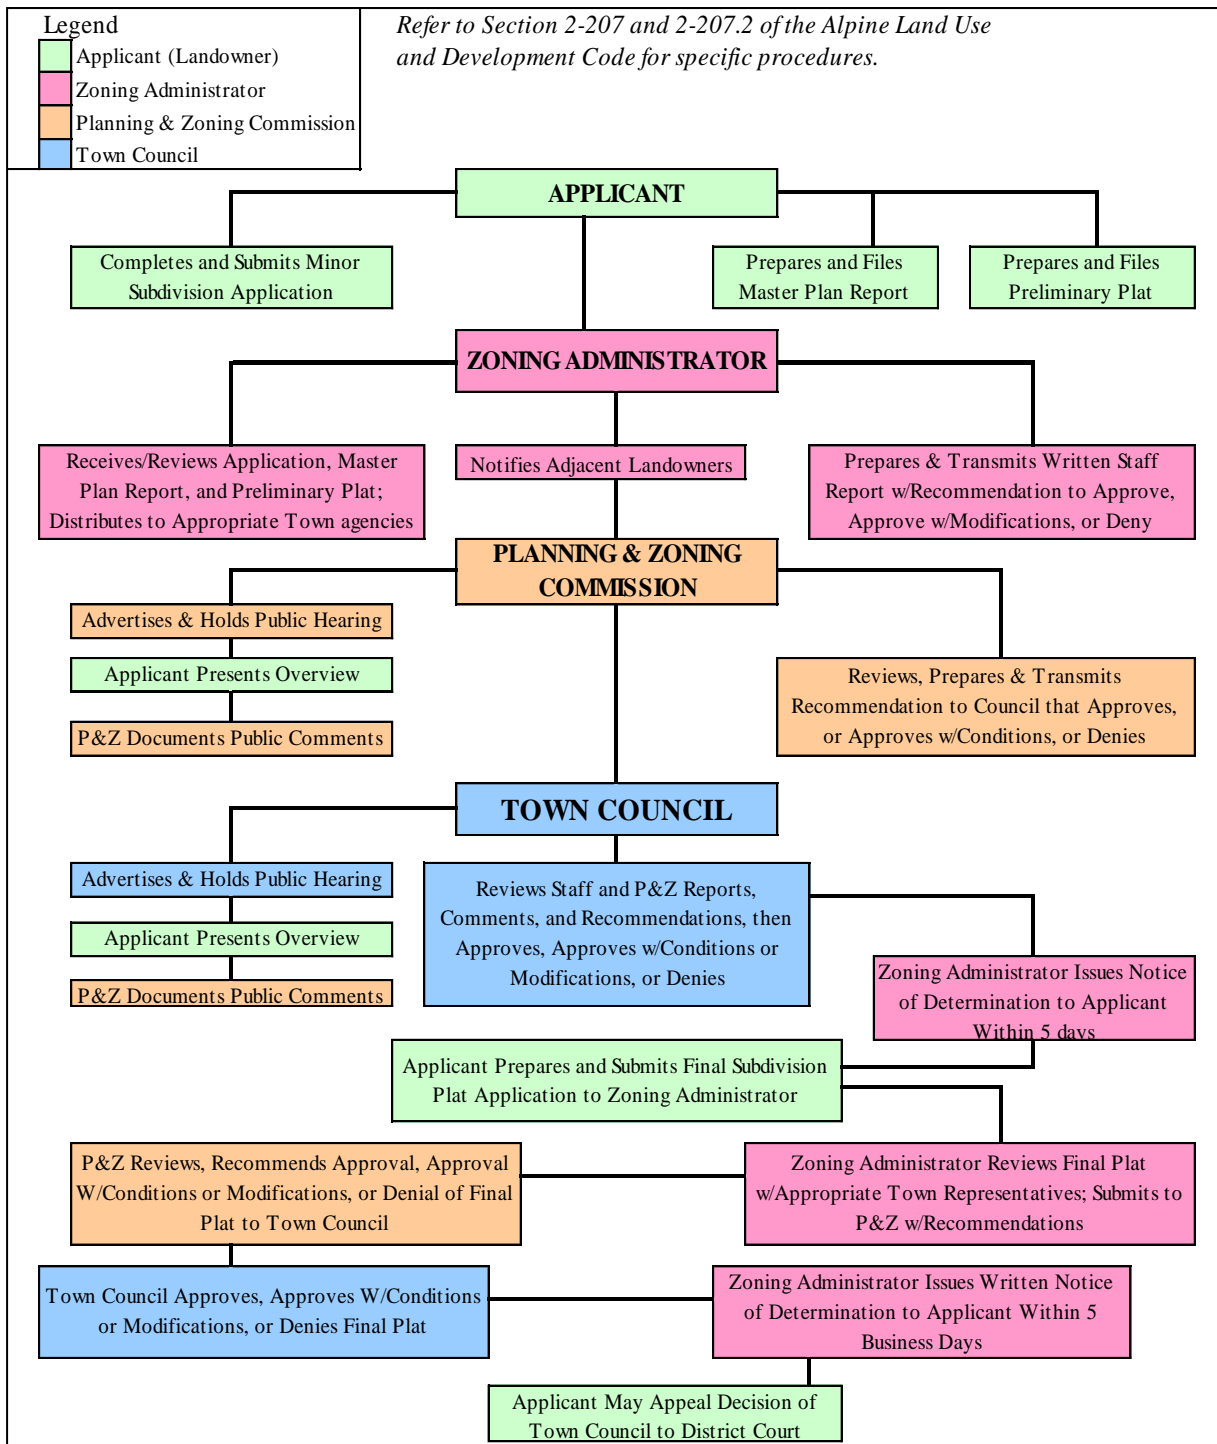 Legend
Applicant (Landowner)
Zoning Administrator
Planning & Zoning Commission
Town Council
Refer to Section 2-207 and 2-207.2 of the Alpine Land Use
and Development Code for specific procedures.
APPLICANT
Completes and Submits Minor
Subdivision Application
Prepares and Files
Master Plan Report
Prepares and Files
Preliminary Plat
ZONING ADMINISTRATOR
Receives/Reviews Application, Master
Plan Report, and Preliminary Plat;
Distributes to Appropriate Town agencies
Notifies Adjacent Landowners
Prepares & Transmits Written Staff
Report w/Recommendation to Approve,
Approve w/Modifications, or Deny
PLANNING & ZONING
COMMISSION
Advertises & Holds Public Hearing
Applicant Presents Overview
P&Z Documents Public Comments
Reviews, Prepares & Transmits
Recommendation to Council that Approves,
or Approves w/Conditions, or Denies
TOWN COUNCIL
Advertises & Holds Public Hearing
Applicant Presents Overview
P&Z Documents Public Comments
Reviews Staff and P&Z Reports,
Comments, and Recommendations, then
Approves, Approves w/Conditions or
Modifications, or Denies
Zoning Administrator Issues Notice
of Determination to Applicant
Within 5 days
Applicant Prepares and Submits Final Subdivision
Plat Application to Zoning Administrator
Zoning Administrator Reviews Final Plat
w/Appropriate Town Representatives; Submits to
P&Z w/Recommendations
P&Z Reviews, Recommends Approval, Approval
W/Conditions or Modifications, or Denial of Final
Plat to Town Council
Town Council Approves, Approves W/Conditions
or Modifications, or Denies Final Plat
Zoning Administrator Issues Written Notice
of Determination to Applicant Within 5
Business Days
Applicant May Appeal Decision of
Town Council to District Court